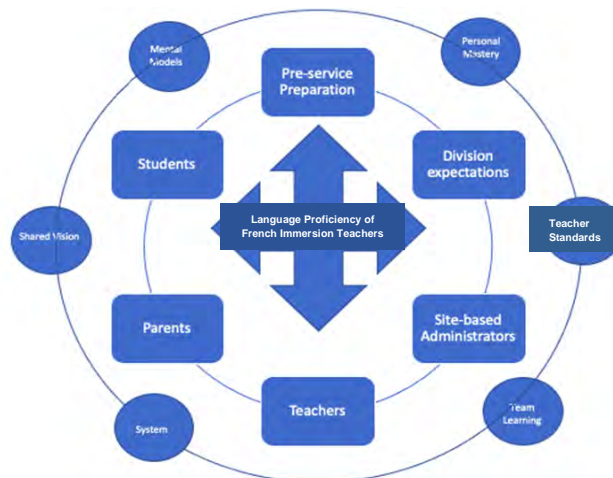 Mental
Models
Personal
Mastery
Pre-service
Preparation
Students
Division
expectations
Language Proficiency of
French Immersion Teachers
Shared Vision
Teacher
Standards
Parents
Site-based
Administrators
Teachers
System
Team
Learning